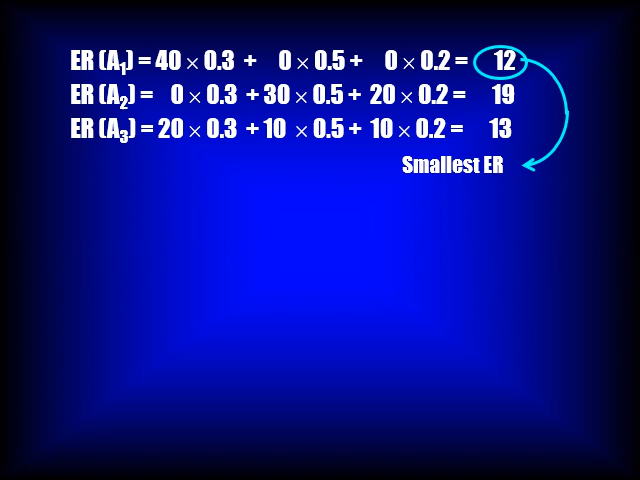 ER (A₁) = 40 × 0.3 + 0 × 0.5 + 0 × 0.2 = 12
ER (A₂) = 0 × 0.3 + 30 × 0.5 + 20 × 0.2 = 19
ER (A₃) = 20 × 0.3 + 10 × 0.5 + 10 × 0.2 = 13
Smallest ER